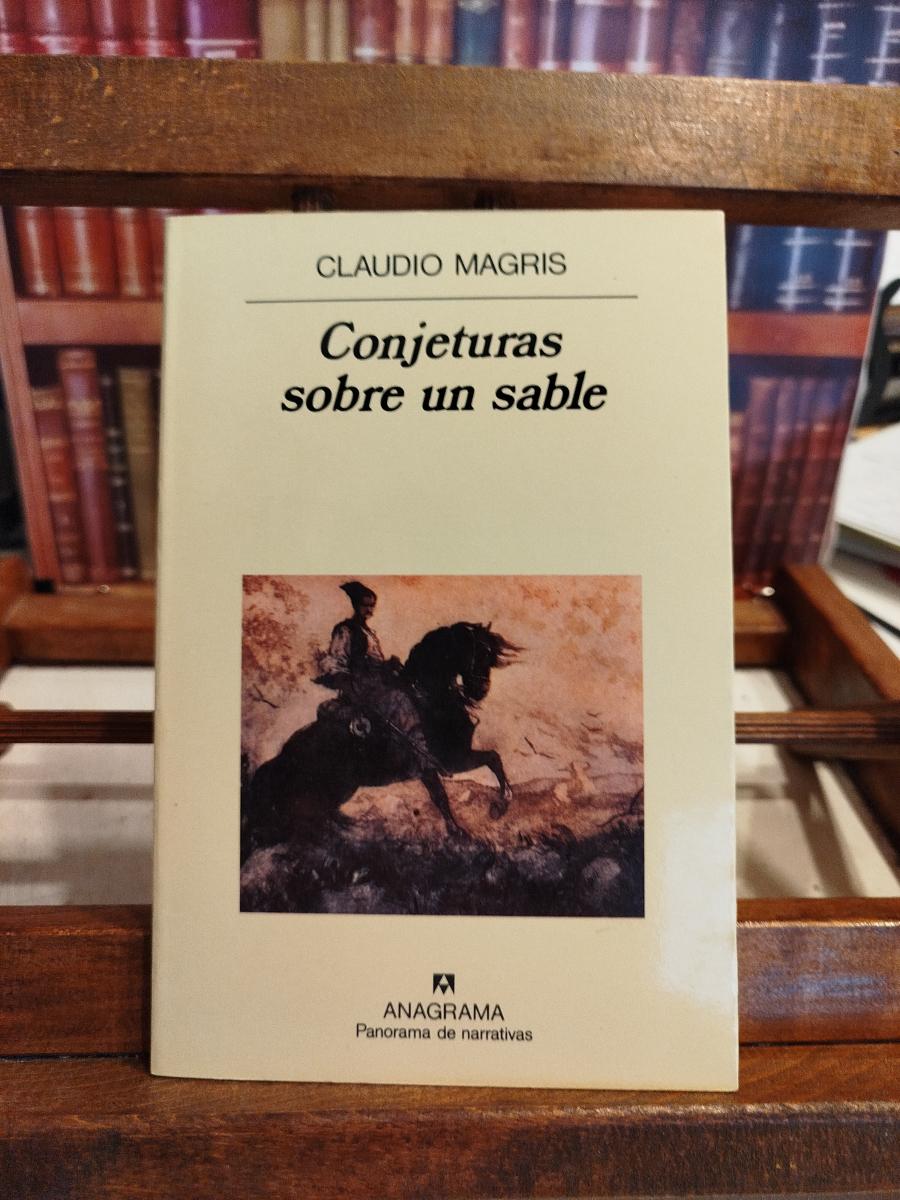 CLAUDIO MAGRIS
Conjeturas
sobre un sable
ANAGRAMA
Panorama de narrativas